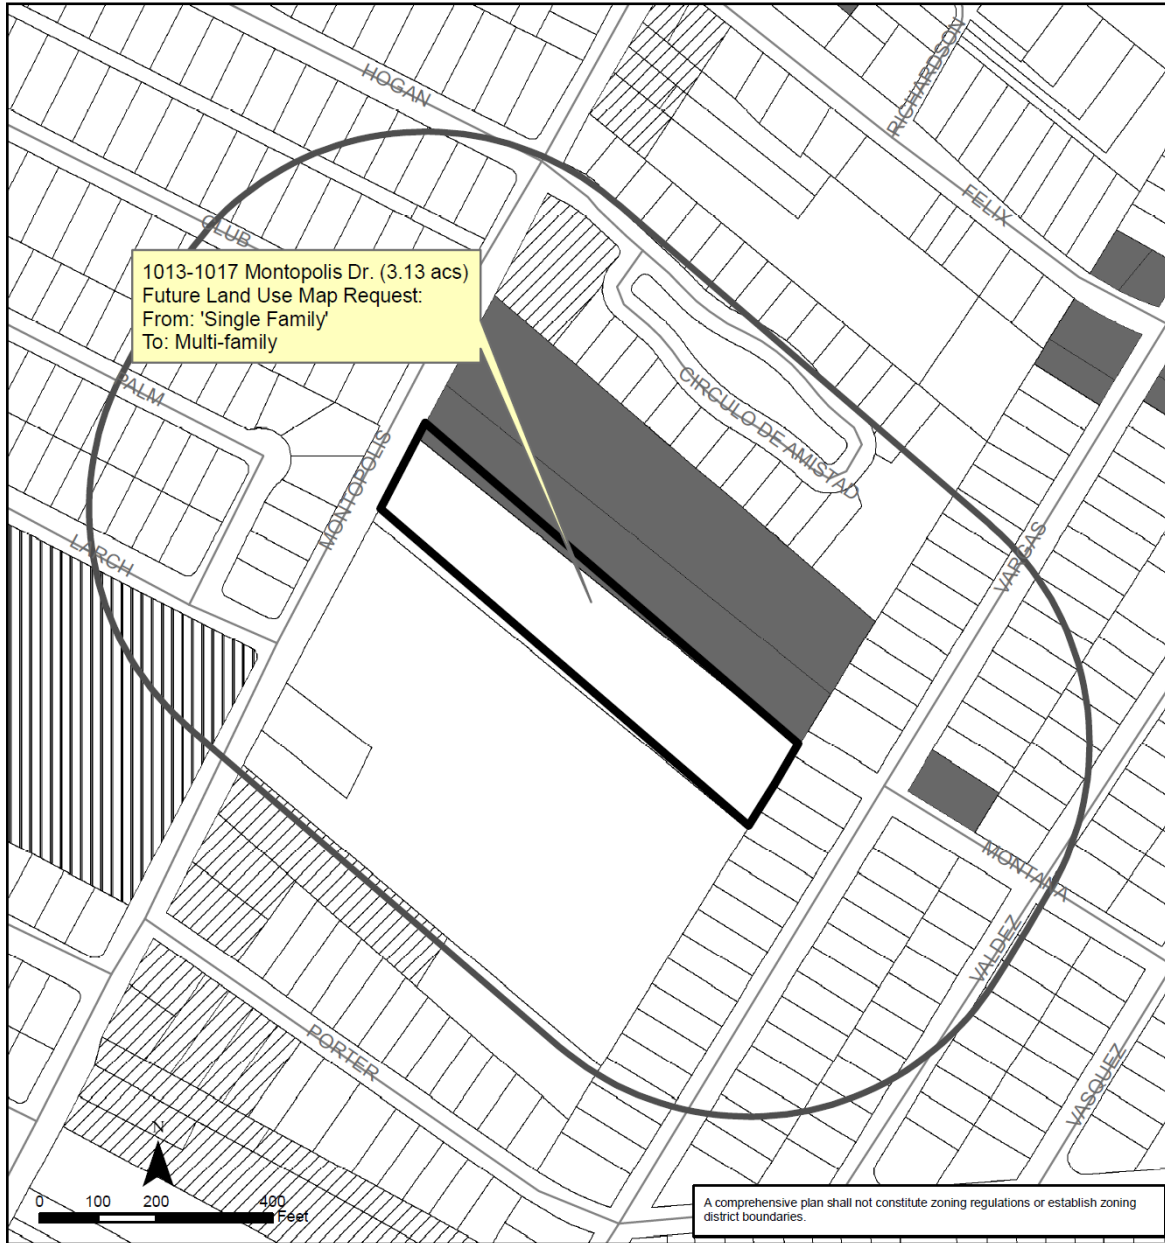 RICHARDSON
HOGAN
FELIX
CLUB
1013-1017 Montopolis Dr. (3.13 acs)
Future Land Use Map Request:
From: 'Single Family'
To: Multi-family
PALM
CIRCULO DE AMISTAD
MONTOPOLIS
VARGAS
LARCH
MONTANA
VALDEZ
PORTER
VASQUEZ
N
0 100 200 400
Feet
A comprehensive plan shall not constitute zoning regulations or establish zoning
district boundaries.